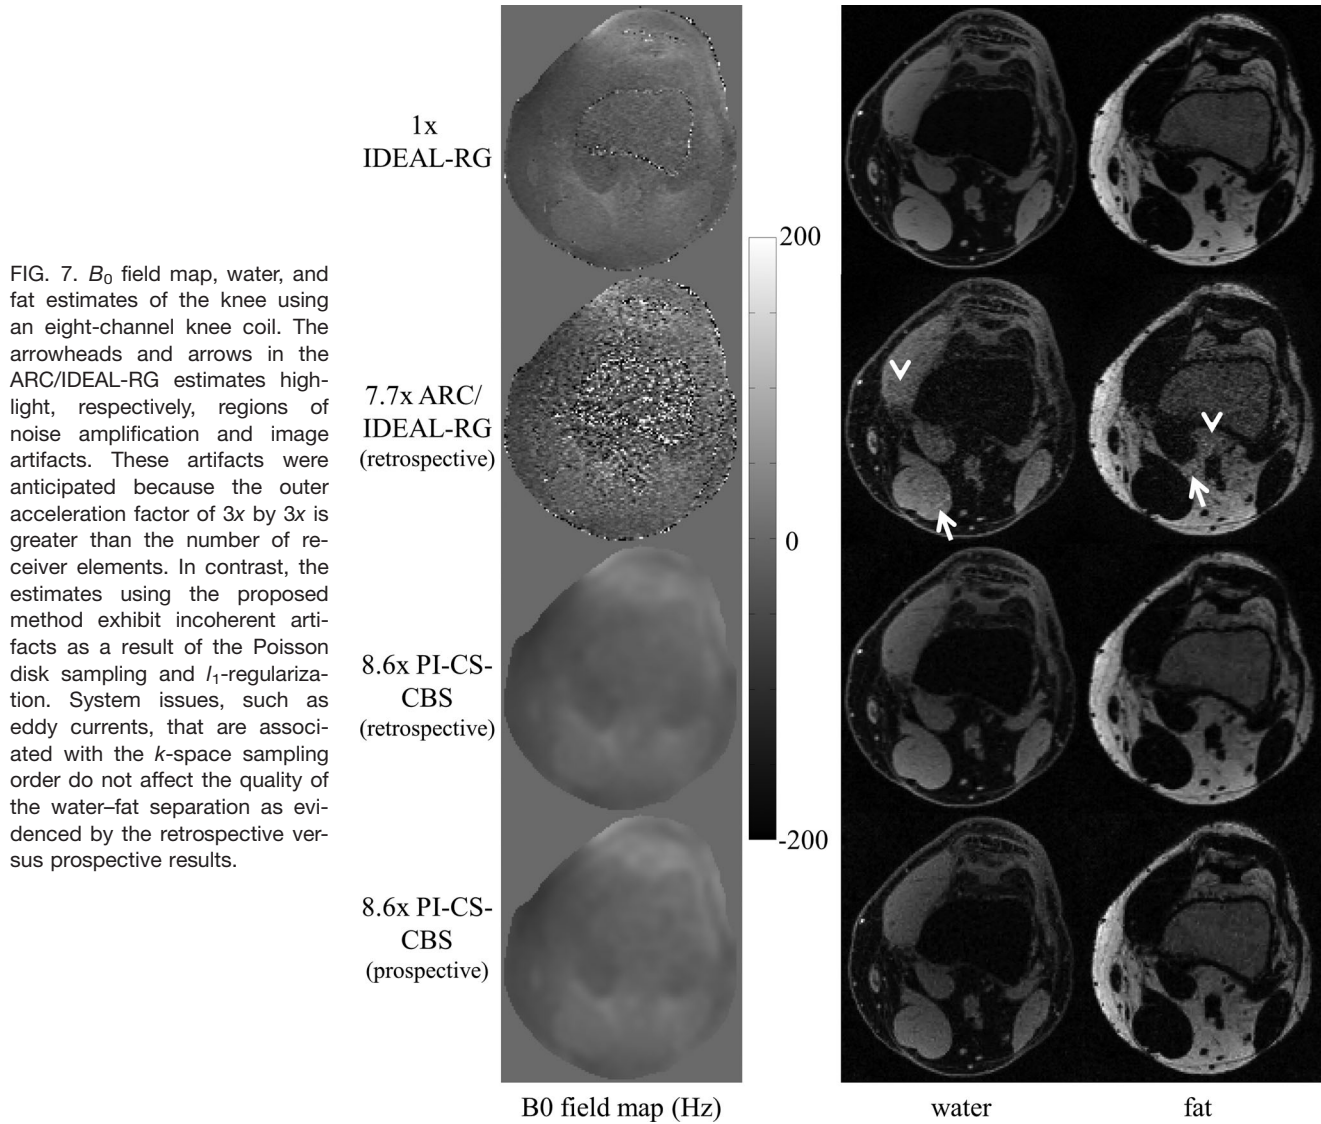 FIG. 7. B0 field map, water, and
fat estimates of the knee using
an eight-channel knee coil. The
arrowheads and arrows in the
ARC/IDEAL-RG estimates high-
light, respectively, regions of
noise amplification and image
artifacts. These artifacts were
anticipated because the outer
acceleration factor of 3x by 3x is
greater than the number of re-
ceiver elements. In contrast, the
estimates using the proposed
method exhibit incoherent arti-
facts as a result of the Poisson
disk sampling and l1-regulariza-
tion. System issues, such as
eddy currents, that are associ-
ated with the k-space sampling
order do not affect the quality of
the water–fat separation as evi-
denced by the retrospective ver-
sus prospective results.
1x
IDEAL-RG
7.7x ARC/
IDEAL-RG
(retrospective)
8.6x PI-CS-
CBS
(retrospective)
8.6x PI-CS-
CBS
(prospective)
200
0
-200
B0 field map (Hz)
water
fat